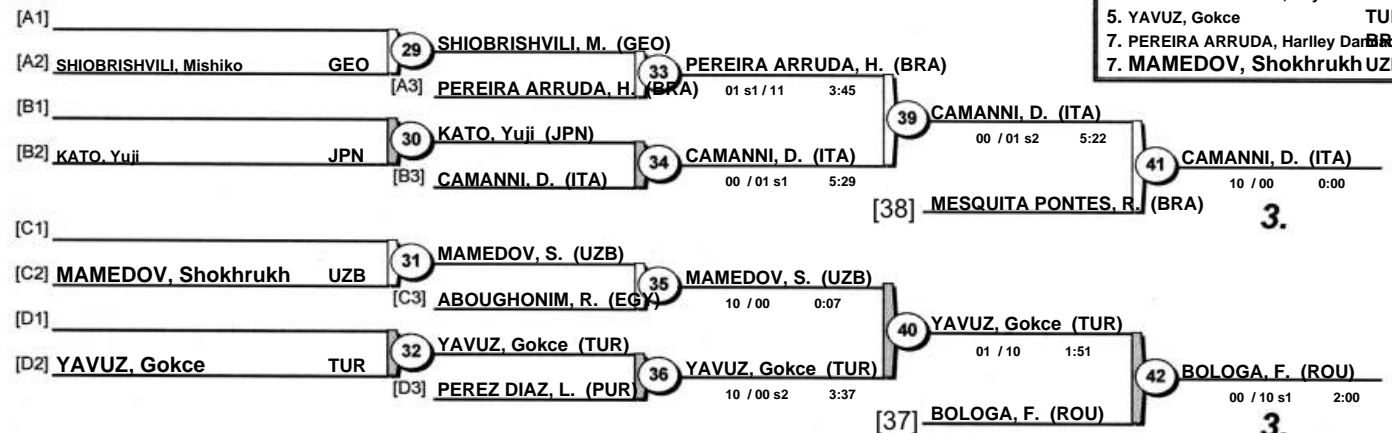 [A1]
[A2] SHIOBRISHVILI, Mishiko GEO
29 SHIOBRISHVILI, M. (GEO)
[A3] PEREIRA ARRUDA, H. (BRA)
33 PEREIRA ARRUDA, H. (BRA)
01 s1 / 11 3:45
[B1]
[B2] KATO, Yuji JPN
30 KATO, Yuji (JPN)
[B3] CAMANNI, D. (ITA)
34 CAMANNI, D. (ITA)
00 / 01 s1 5:29
39 CAMANNI, D. (ITA)
00 / 01 s2 5:22
[38] MESQUITA PONTES, R. (BRA)
41 CAMANNI, D. (ITA)
10 / 00 0:00
3.
[C1]
[C2] MAMEDOV, Shokhrukh UZB
31 MAMEDOV, S. (UZB)
[C3] ABOUGHONIM, R. (EGY)
35 MAMEDOV, S. (UZB)
10 / 00 0:07
[D1]
[D2] YAVUZ, Gokce TUR
32 YAVUZ, Gokce (TUR)
[D3] PEREZ DIAZ, L. (PUR)
36 YAVUZ, Gokce (TUR)
10 / 00 s2 3:37
40 YAVUZ, Gokce (TUR)
01 / 10 1:51
[37] BOLOGA, F. (ROU)
42 BOLOGA, F. (ROU)
00 / 10 s1 2:00
3.
5. YAVUZ, Gokce
7. PEREIRA ARRUDA, Harlley
7. MAMEDOV, Shokhrukh